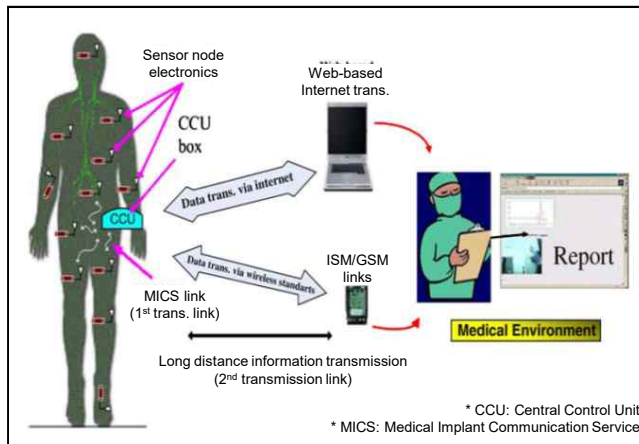 Sensor node
electronics
CCU
box
CCU
MICS link
(1st trans. link)
Data trans. via internet
Data trans. via wireless standarts
Web-based
Internet trans.
ISM/GSM
links
Long distance information transmission
(2nd transmission link)
Report
Medical Environment
* CCU: Central Control Unit
* MICS: Medical Implant Communication Service